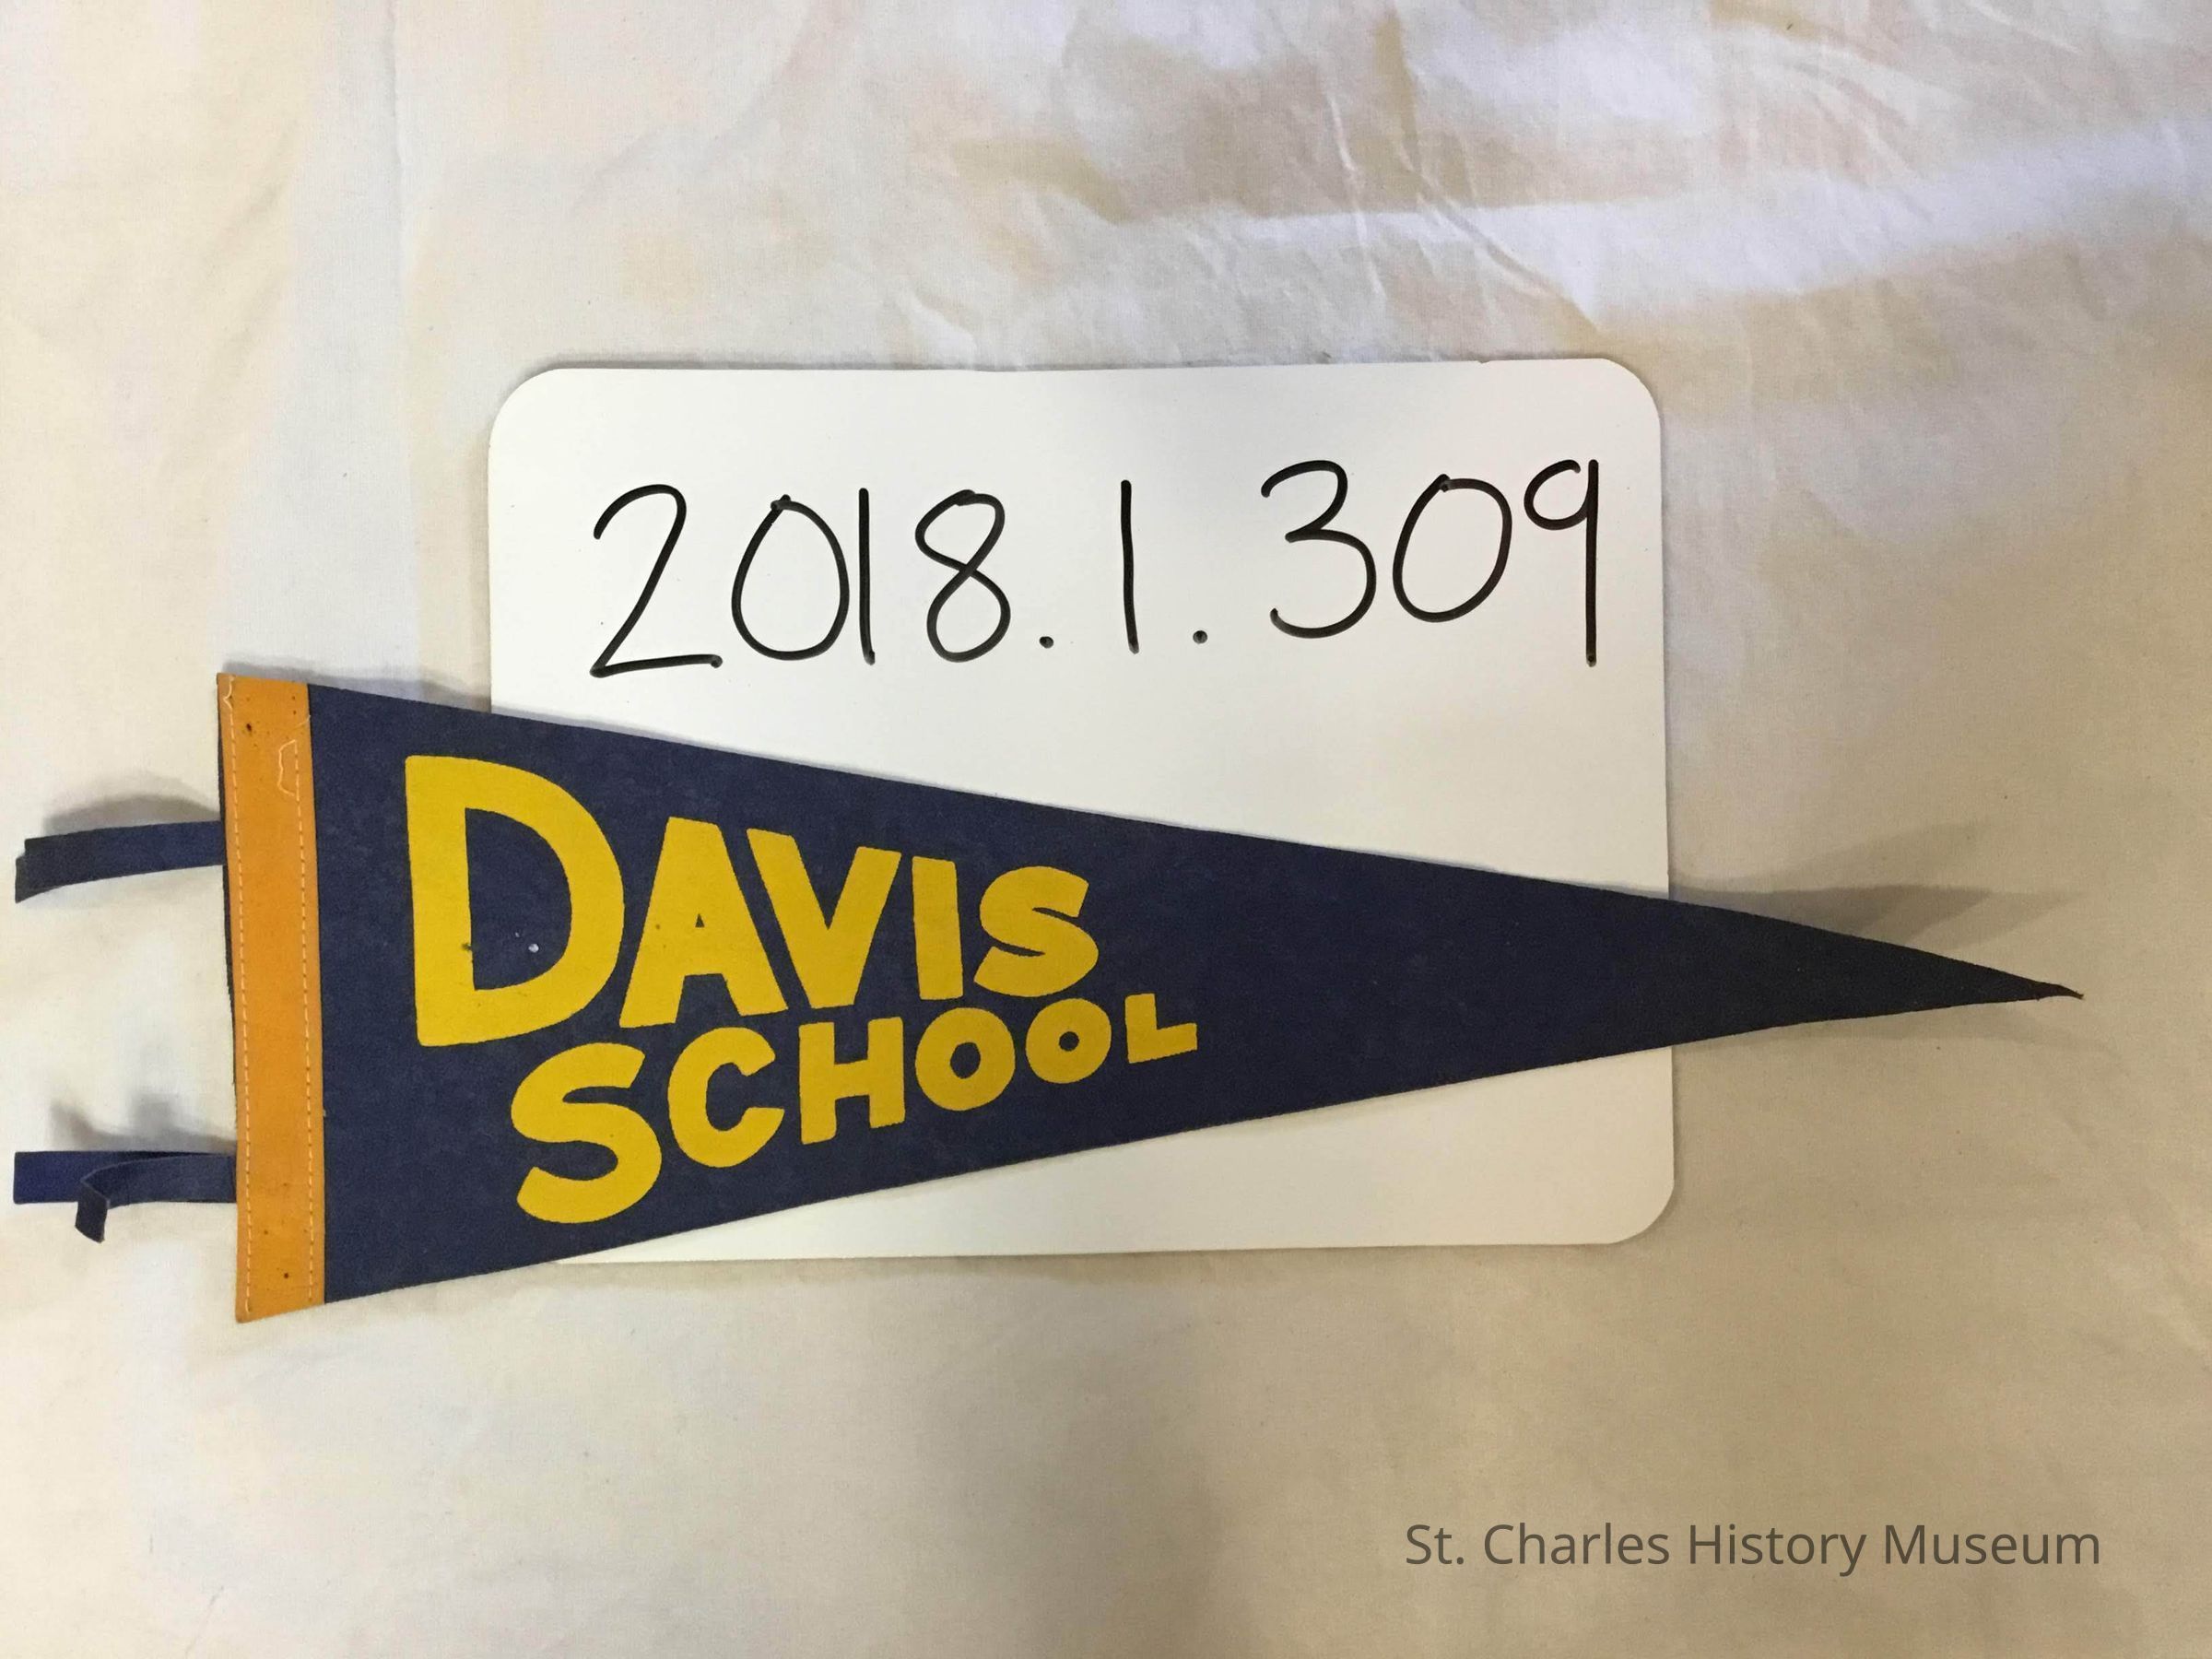 2018.1.309
DAVIS
SCHOOL
St. Charles History Museum